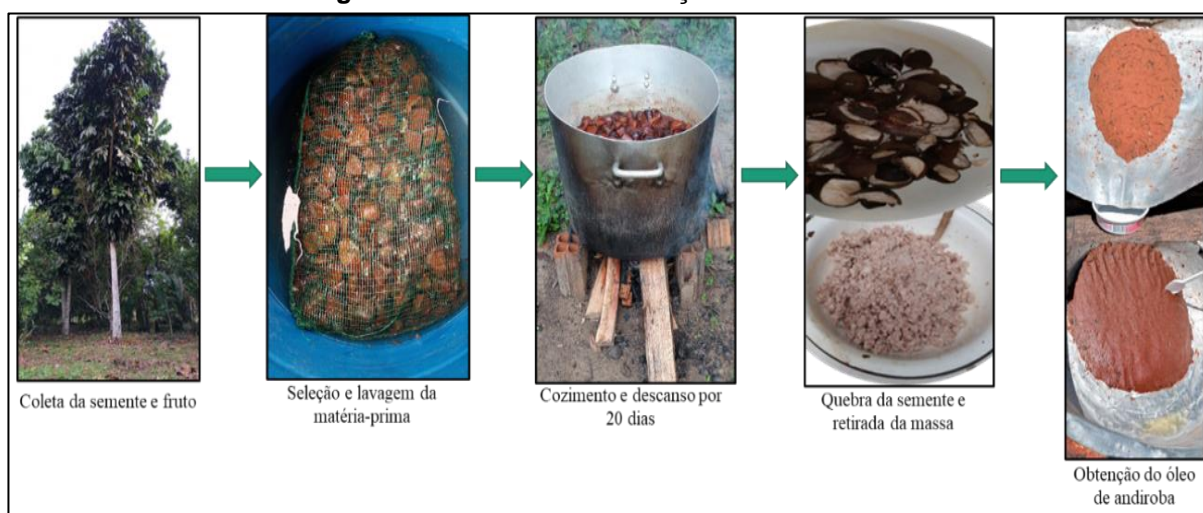 Coleta da semente e fruto
Seleção e lavagem da
matéria-prima
Cozimento e descanso por
20 dias
Quebra da semente e
retirada da massa
Obtenção do óleo
de andiroba